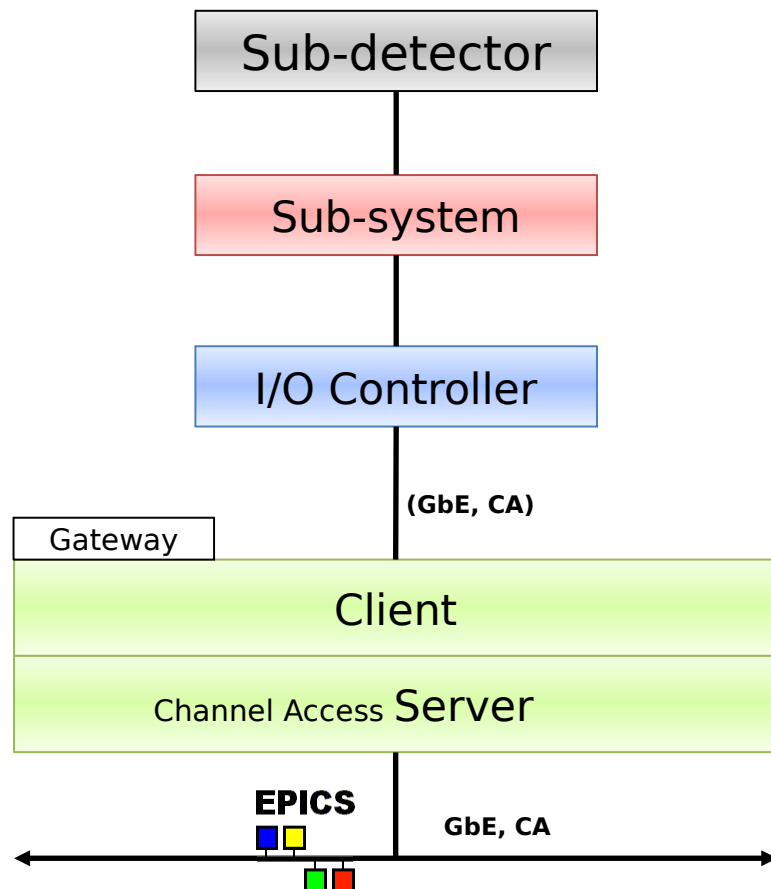 Sub-detector
Sub-system
I/O Controller
(GbE, CA)
Gateway
Client
Channel Access Server
EPICS
GbE, CA